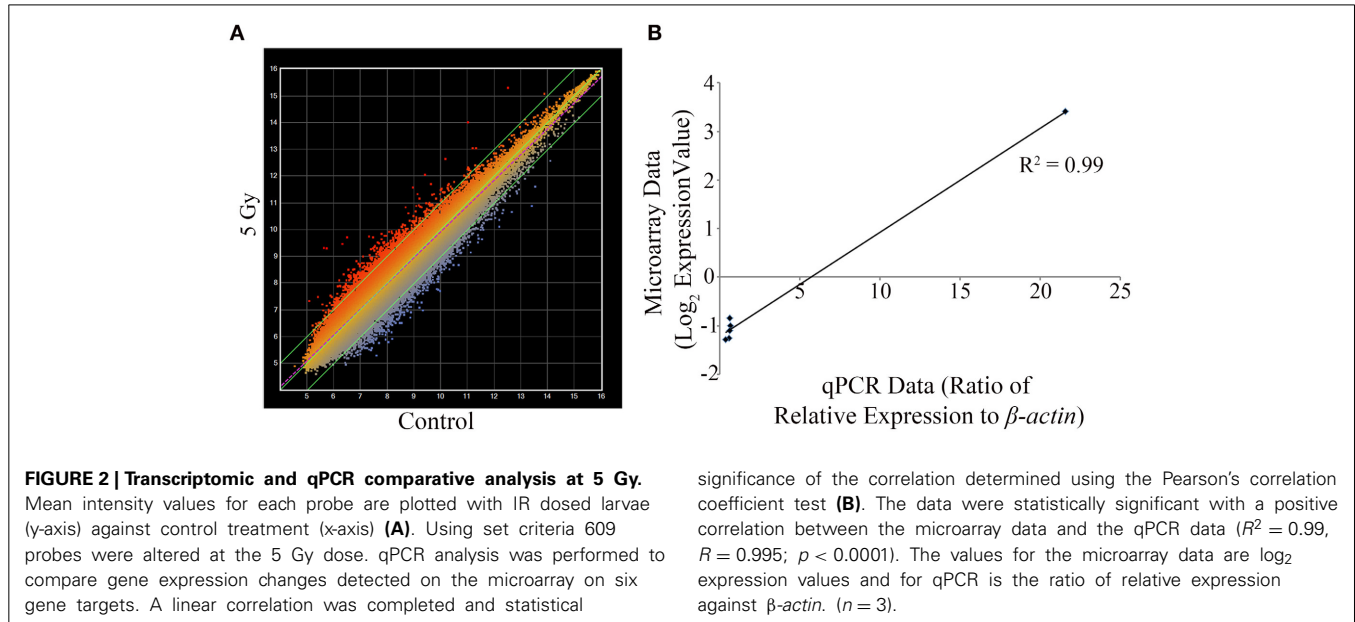 A
16
15
14
13
12
11
10
9
8
7
6
5
5 Gy
5 6 7 8 9 10 11 12 13 14 15 16
Control
B
4
3
2
1
0
-1
-2
5 10 15 20 25
R² = 0.99
Microarray Data
(Log₂ ExpressionValue)
qPCR Data (Ratio of
Relative Expression to β-actin)
FIGURE 2 | Transcriptomic and qPCR comparative analysis at 5 Gy.
Mean intensity values for each probe are plotted with IR dosed larvae
(y-axis) against control treatment (x-axis) (A). Using set criteria 609
probes were altered at the 5 Gy dose. qPCR analysis was performed to
compare gene expression changes detected on the microarray on six
gene targets. A linear correlation was completed and statistical
significance of the correlation determined using the Pearson's correlation
coefficient test (B). The data were statistically significant with a positive
correlation between the microarray data and the qPCR data (R² = 0.99,
R = 0.995; p < 0.0001). The values for the microarray data are log₂
expression values and for qPCR is the ratio of relative expression
against β-actin. (n = 3).